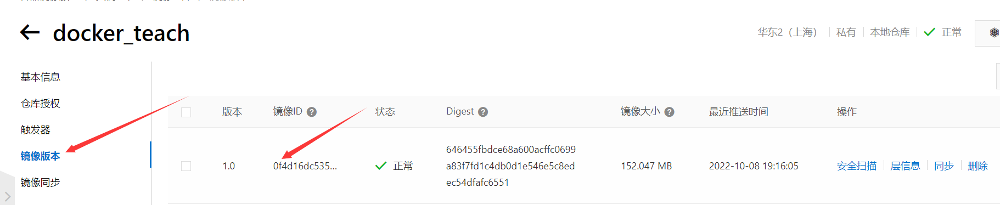 docker_teach
华东2（上海） 私有 本地仓库 正常
基本信息
仓库授权
触发器
镜像版本
镜像同步
版本 镜像ID 状态 Digest 镜像大小 最近推送时间 操作
1.0 0f4d16dc535... 正常 646455fbdce68a600acffc0699 152.047 MB 2022-10-08 19:16:05 安全扫描 层信息 同步 删除
a83f7fd1c4db0d1e546e5c8ed
ec54dfafc6551